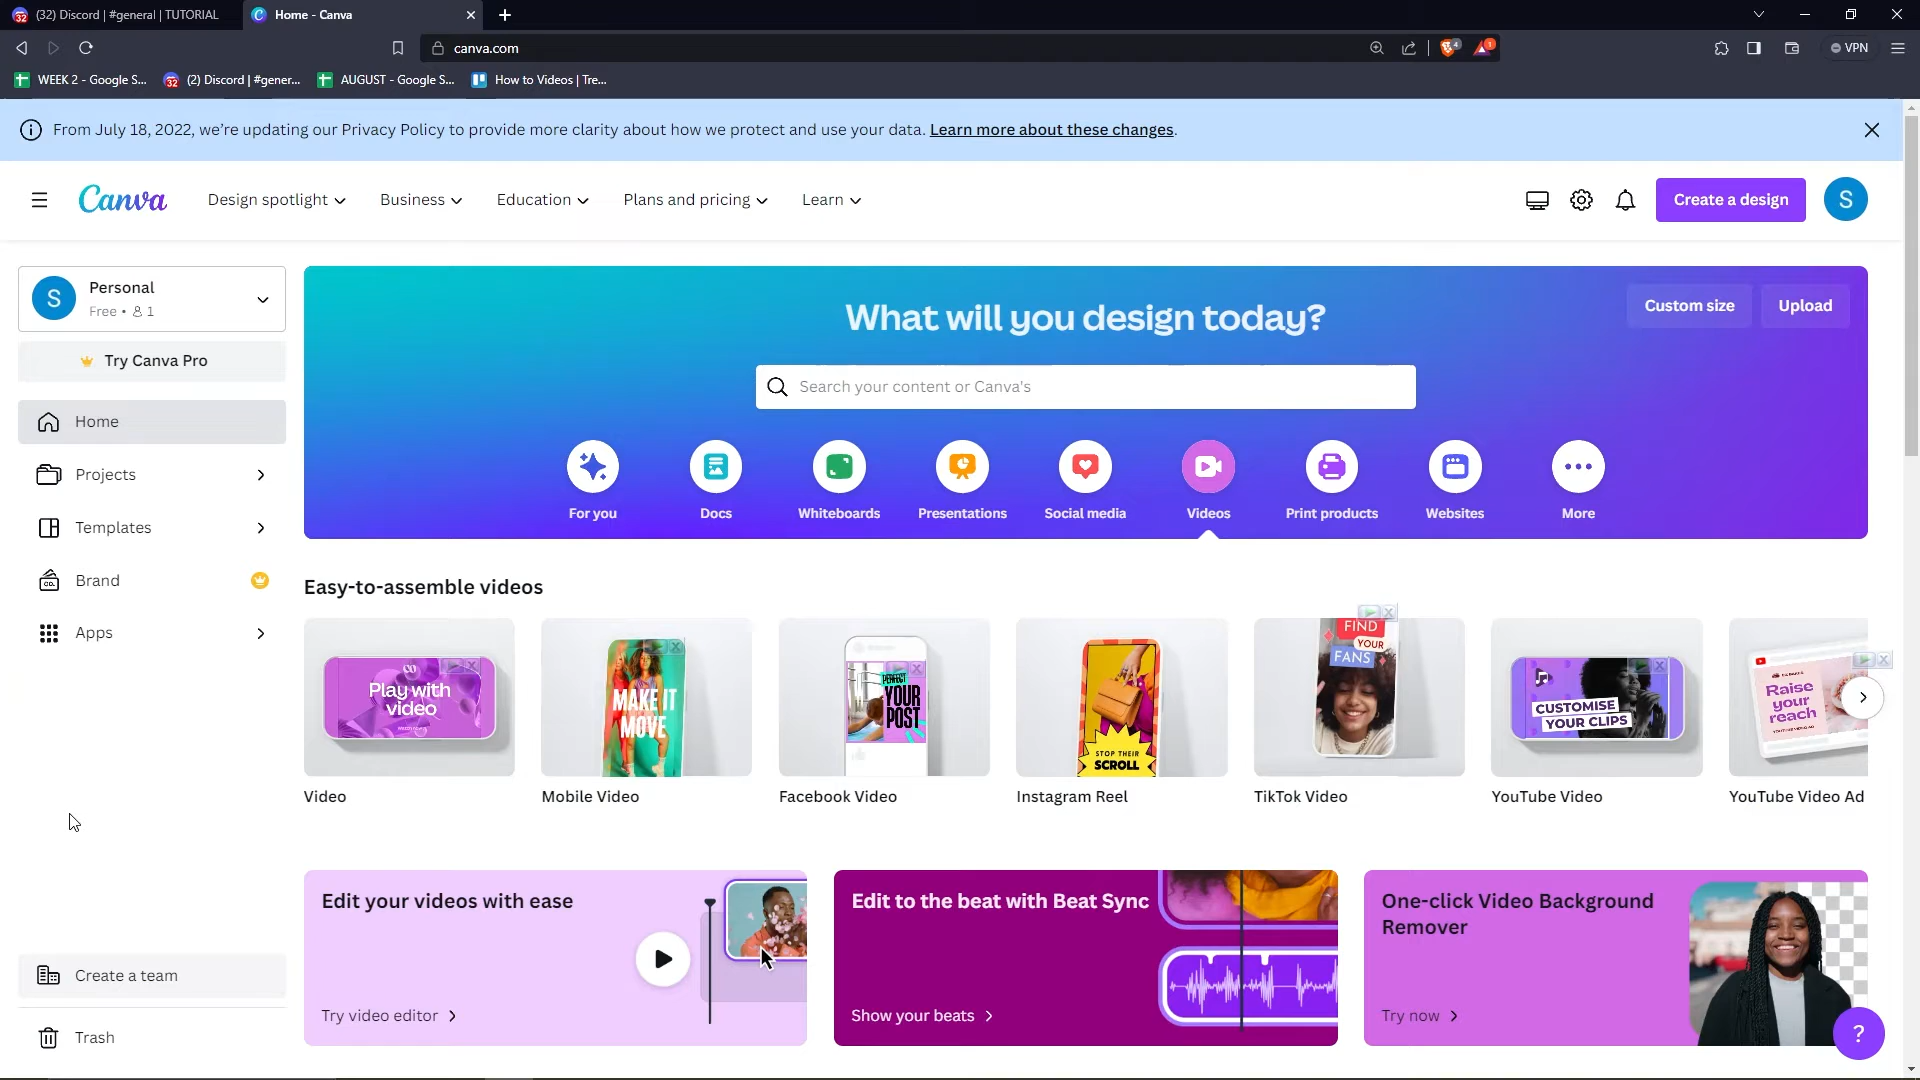 (32) Discord | #general | TUTORIAL
Home - Canva
canva.com
4
1
VPN
WEEK 2 - Google S...
(2) Discord | #gener...
AUGUST - Google S...
How to Videos | Tre...
From July 18, 2022, we're updating our Privacy Policy to provide more clarity about how we protect and use your data. Learn more about these changes.
Canva
Design spotlight
Business
Education
Plans and pricing
Learn
Create a design
S
S
Personal
Free • 1
Try Canva Pro
Home
Projects
Templates
Brand
Apps
Create a team
Trash
What will you design today?
Custom size
Upload
Search your content or Canva's
For you
Docs
Whiteboards
Presentations
Social media
Videos
Print products
Websites
More
Easy-to-assemble videos
Play with
video
MAKE IT
MOVE
PERFECT
YOUR
POST
STOP THEIR
SCROLL
FIND
YOUR
FANS
CUSTOMISE
YOUR CLIPS
Raise
your
reach
Video
Mobile Video
Facebook Video
Instagram Reel
TikTok Video
YouTube Video
YouTube Video Ad
Edit your videos with ease
Try video editor
Edit to the beat with Beat Sync
Show your beats
One-click Video Background
Remover
Try now
?